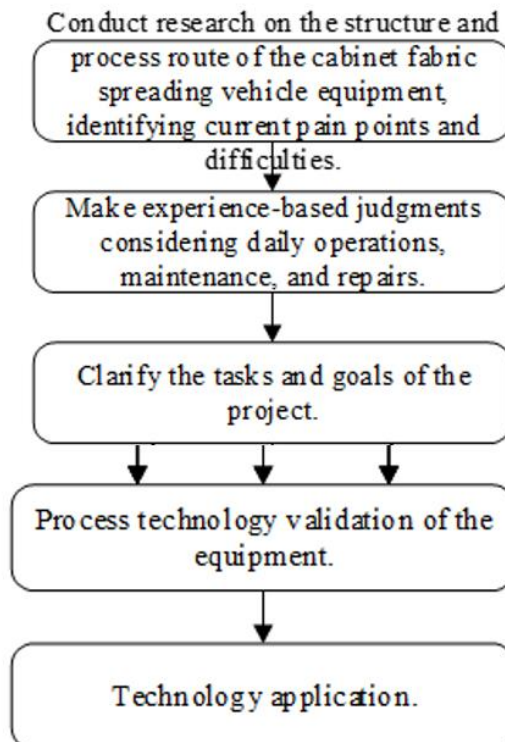 Conduct research on the structure and
process route of the cabinet fabric
spreading vehicle equipment,
identifying current pain points and
difficulties.
Make experience-based judgments
considering daily operations,
maintenance, and repairs.
Clarify the tasks and goals of the
project.
Process technology validation of the
equipment.
Technology application.